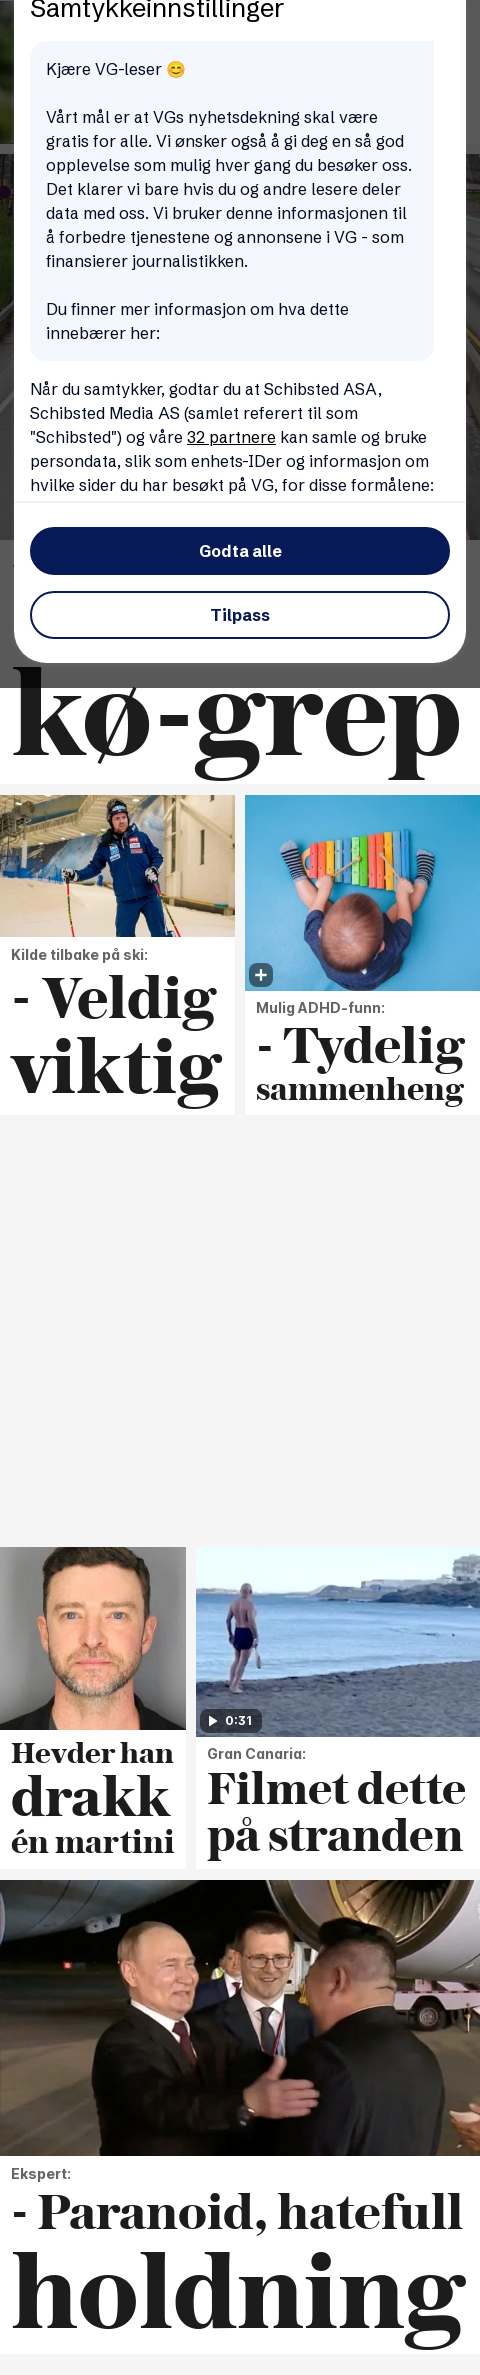 Samtykkeinnstillinger
Kjære VG-leser 😊
Vårt mål er at VGs nyhetsdekning skal være
gratis for alle. Vi ønsker også å gi deg en så god
opplevelse som mulig hver gang du besøker oss.
Det klarer vi bare hvis du og andre lesere deler
data med oss. Vi bruker denne informasjonen til
å forbedre tjenestene og annonsene i VG - som
finansierer journalistikken.
Du finner mer informasjon om hva dette
innebærer her:
Når du samtykker, godtar du at Schibsted ASA,
Schibsted Media AS (samlet referert til som
"Schibsted") og våre 32 partnere kan samle og bruke
persondata, slik som enhets-IDer og informasjon om
hvilke sider du har besøkt på VG, for disse formålene:
Godta alle
Tilpass
kø-grep
Kilde tilbake på ski:
- Veldig
viktig
Mulig ADHD-funn:
- Tydelig
sammenheng
Hevder han
drakk
én martini
0:31
Gran Canaria:
Filmet dette
på stranden
Ekspert:
- Paranoid, hatefull
holdning